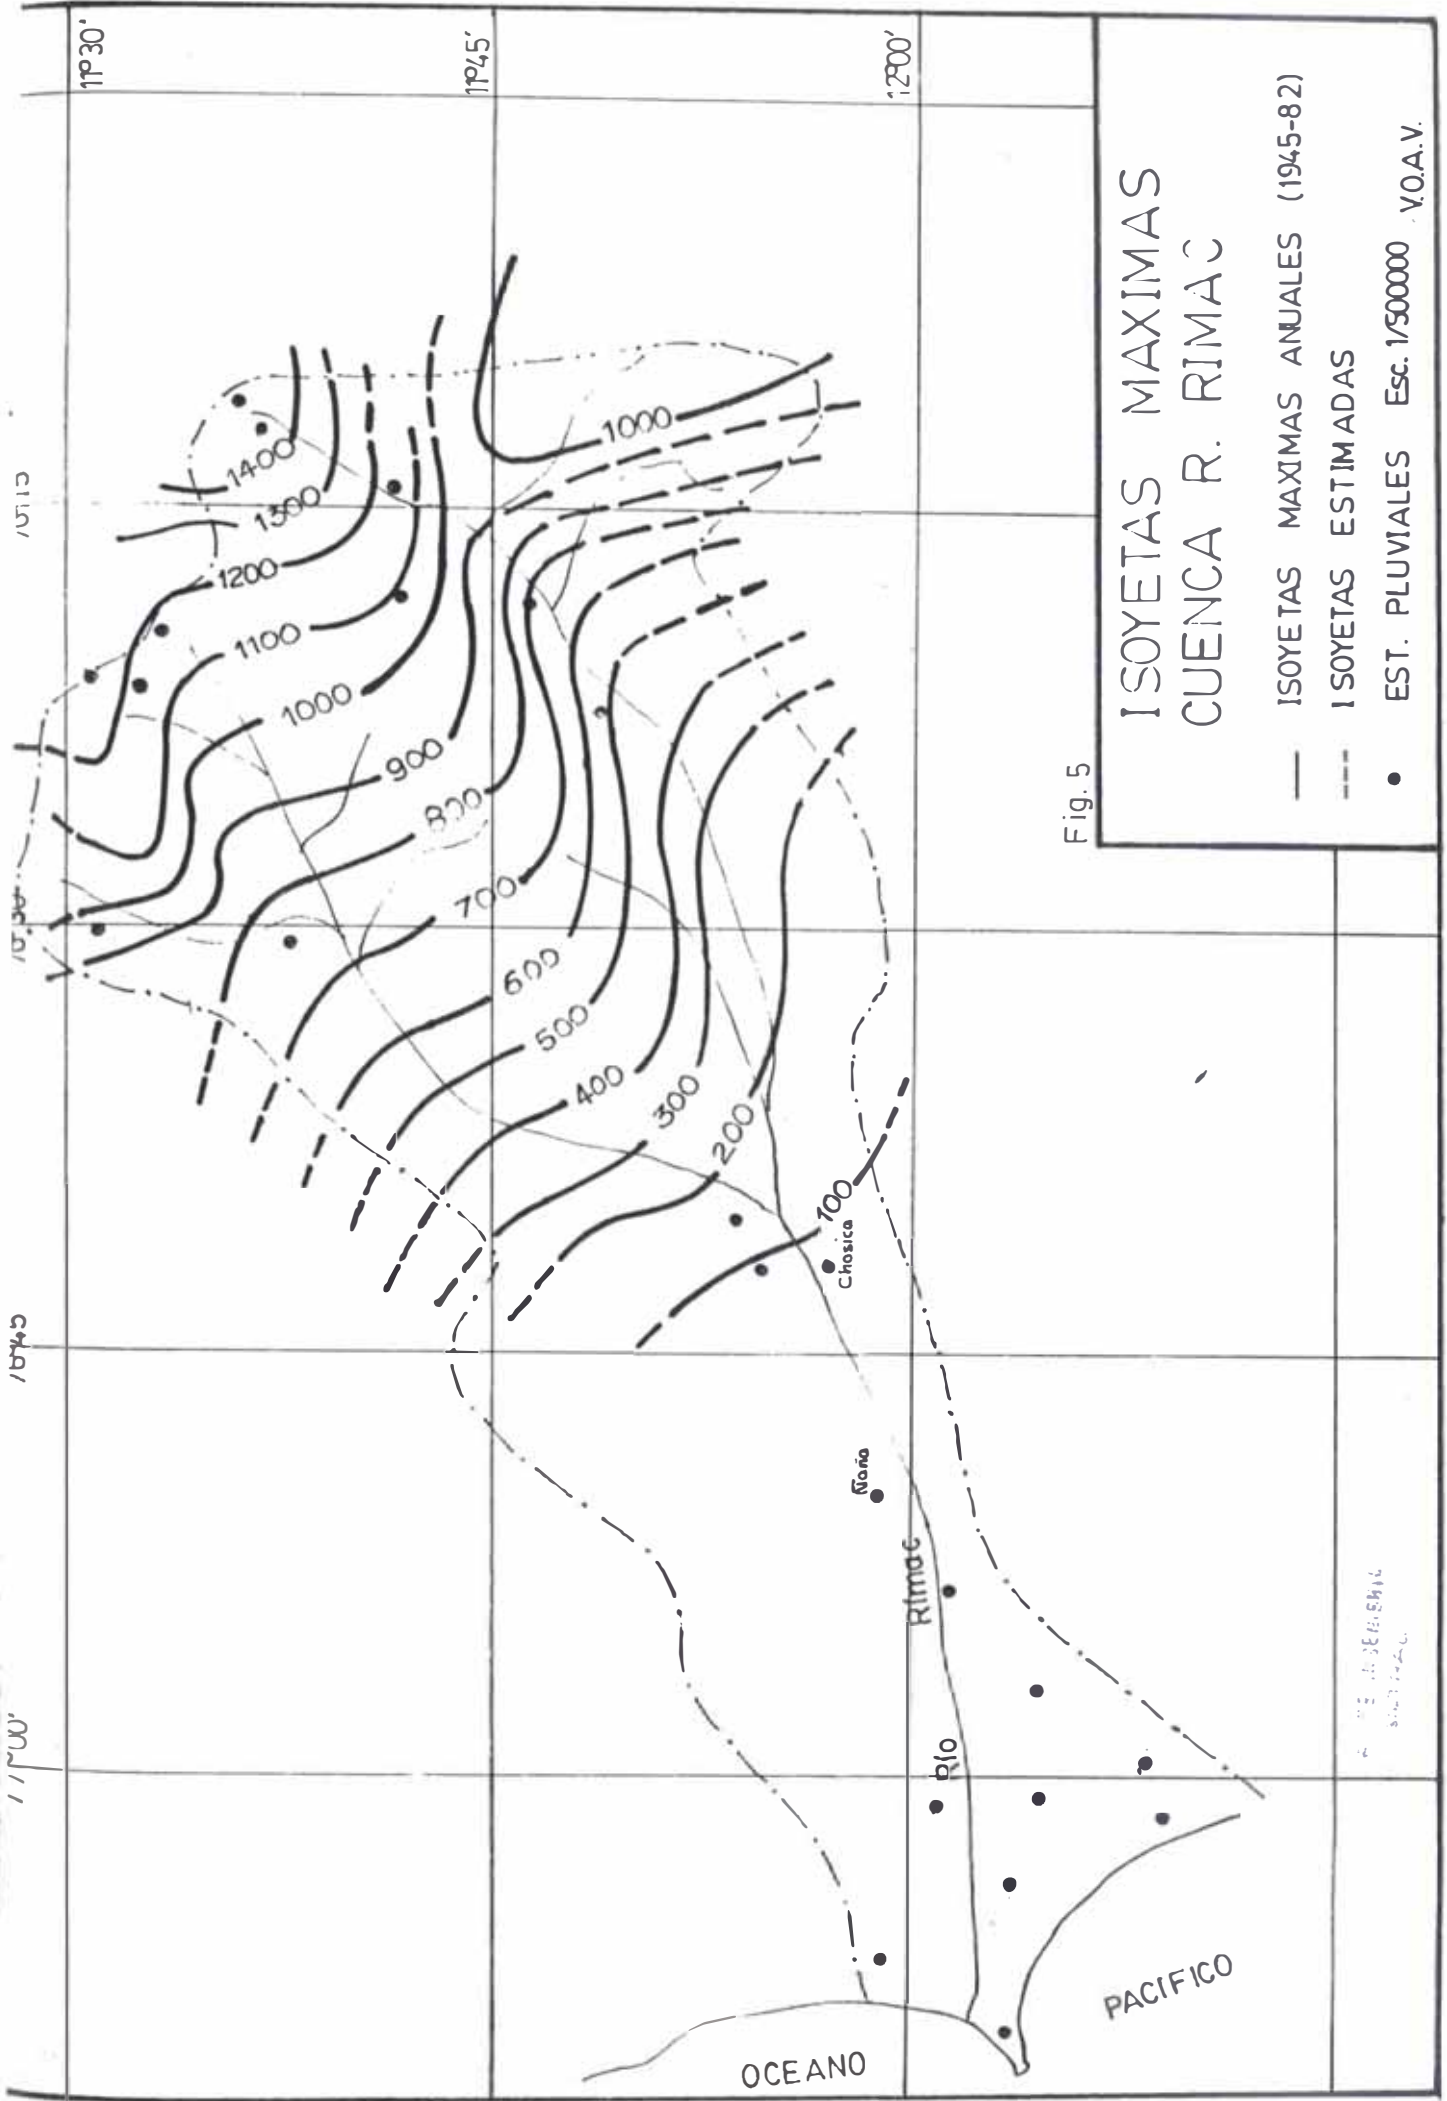 11°30'
11°45'
12°00'
1400
1300
1200
1100
1000
1000
900
800
700
600
500
400
300
200
100
Chosica
Ñaña
Rimac
Río
OCEANO
PACIFICO
Fig. 5
ISOYETAS MAXIMAS
CUENCA R. RIMAC
ISOYETAS MAXIMAS ANUALES (1945-82)
ISOYETAS ESTIMADAS
EST. PLUVIALES Esc. 1/500000 V.O.A.V.